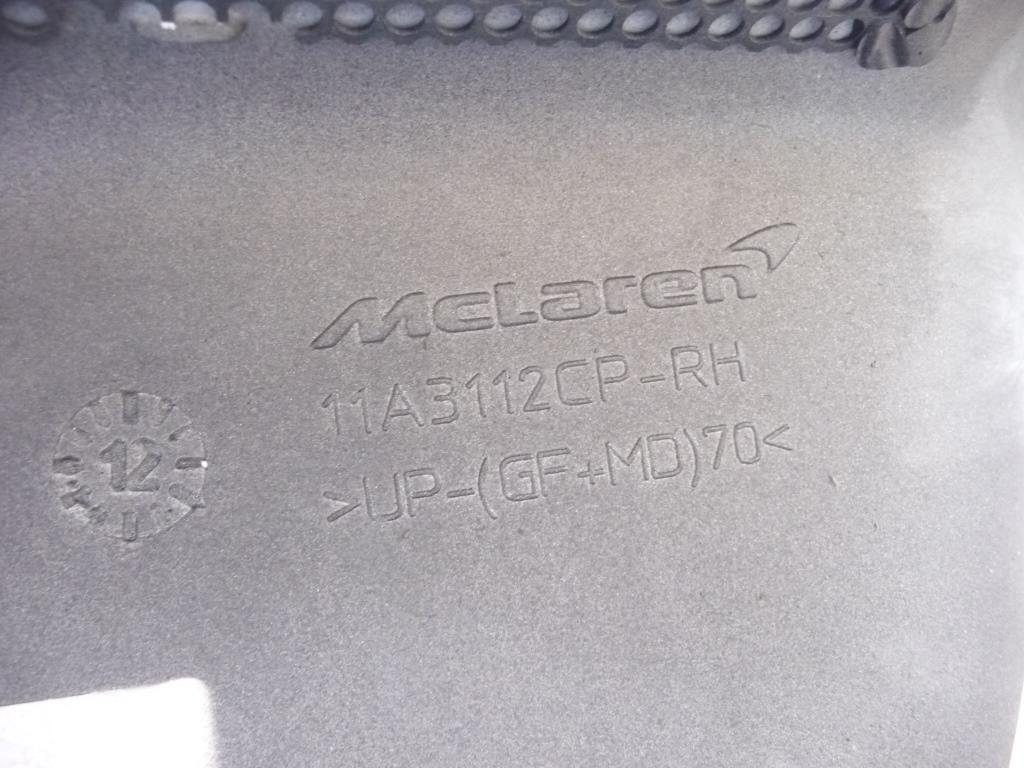 McLaren
11A3112CP-RH
>UP-(GF+MD)70<
12